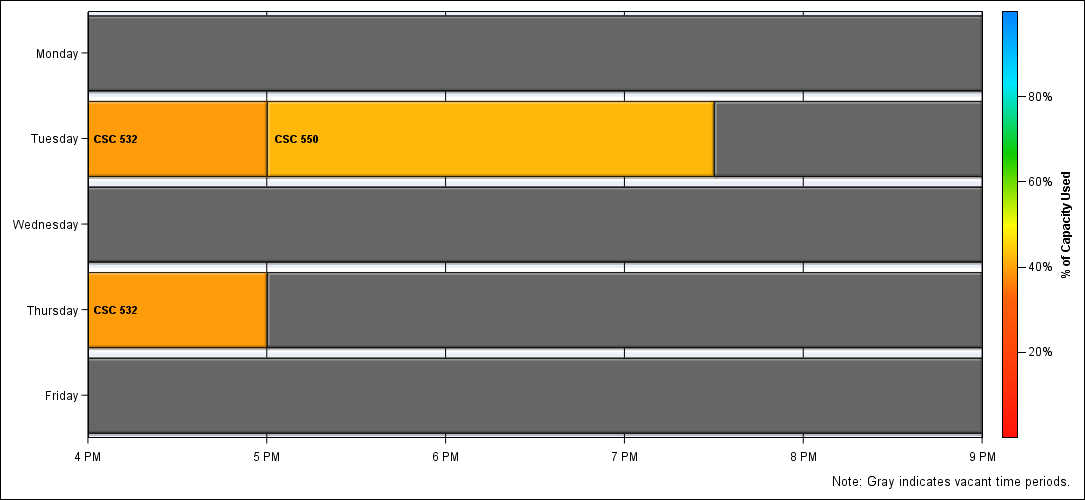 Monday
Tuesday
CSC 532
CSC 550
Wednesday
Thursday
CSC 532
Friday
4 PM
5 PM
6 PM
7 PM
8 PM
9 PM
80%
60%
40%
20%
% of Capacity Used
Note: Gray indicates vacant time periods.